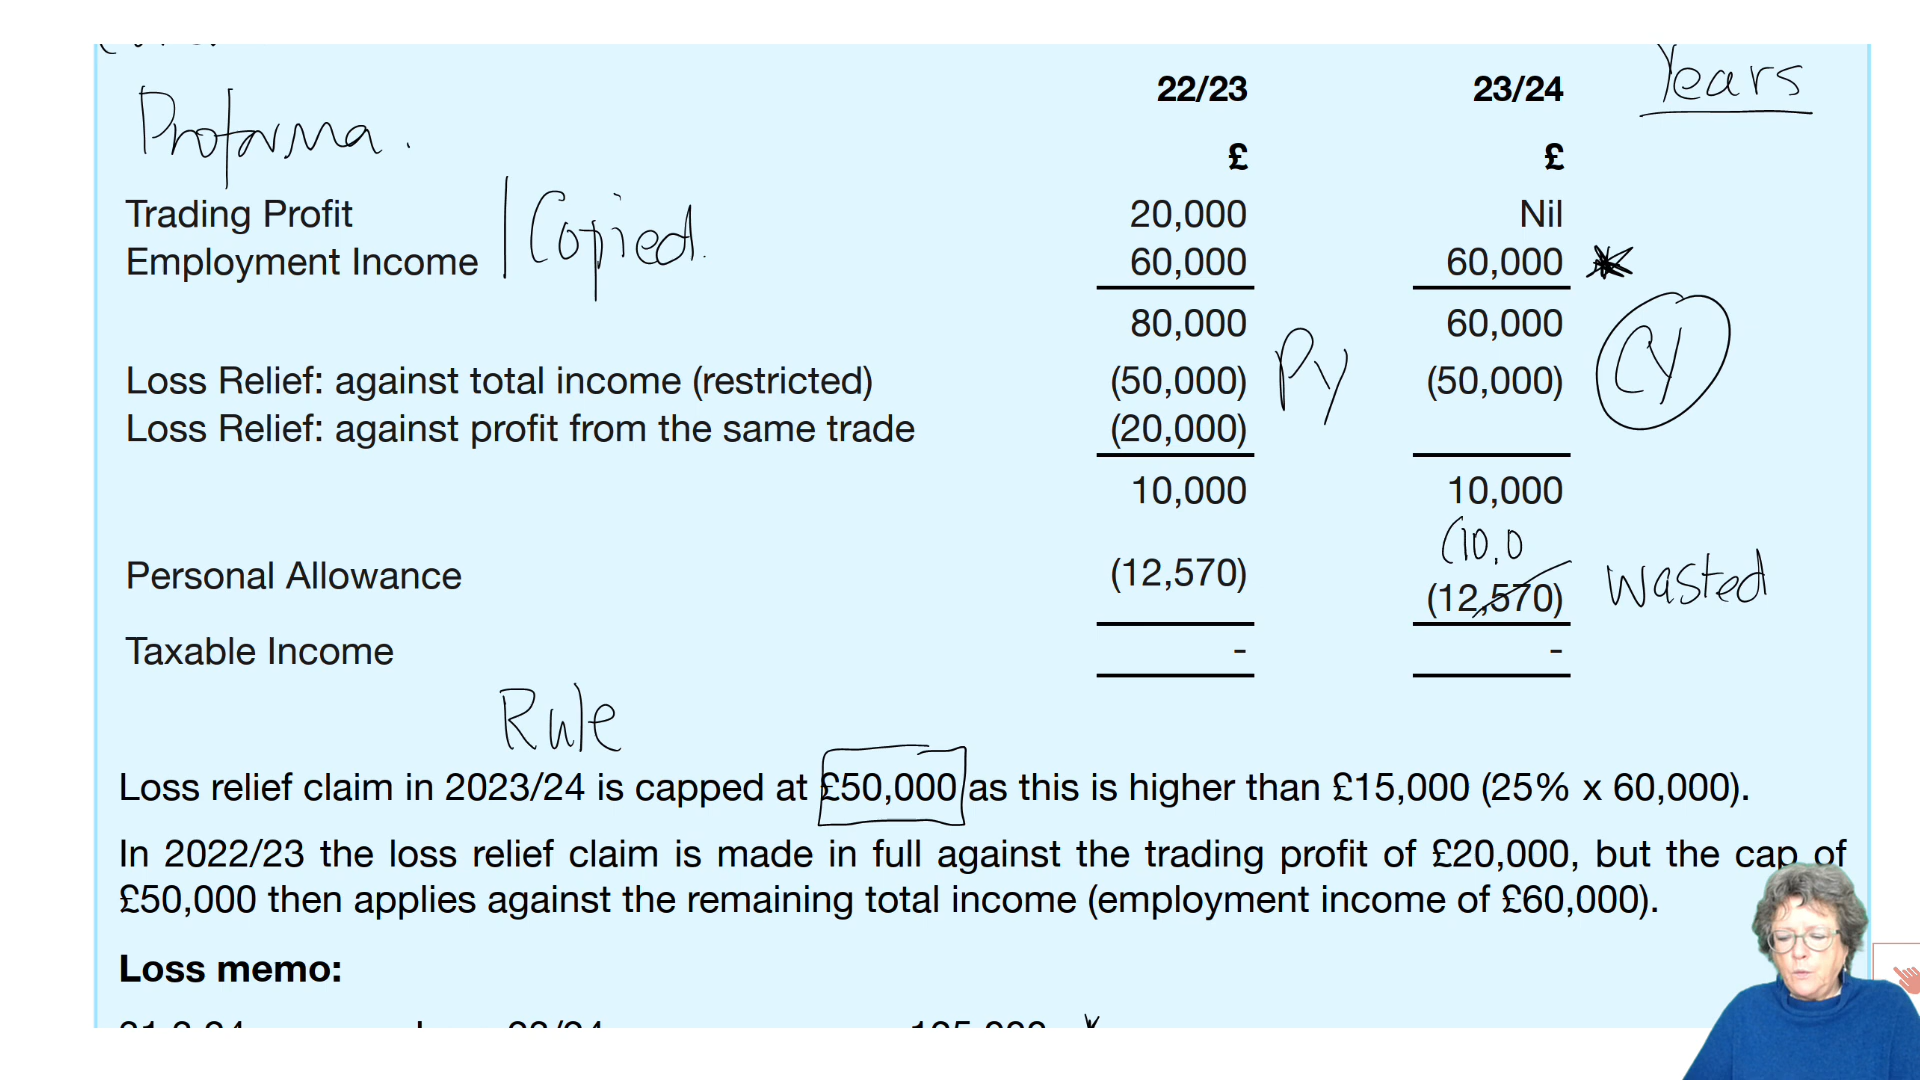 Years
22/23 23/24
Proforma.
£ £
Trading Profit 20,000 Nil
Copied.
Employment Income 60,000 60,000
80,000 60,000
PY CY
Loss Relief: against total income (restricted) (50,000) (50,000)
Loss Relief: against profit from the same trade (20,000)
10,000 10,000
(10,0
Personal Allowance (12,570) (12,570) Wasted
Taxable Income - -
Rule
Loss relief claim in 2023/24 is capped at £50,000 as this is higher than £15,000 (25% x 60,000).
In 2022/23 the loss relief claim is made in full against the trading profit of £20,000, but the cap of
£50,000 then applies against the remaining total income (employment income of £60,000).
Loss memo: